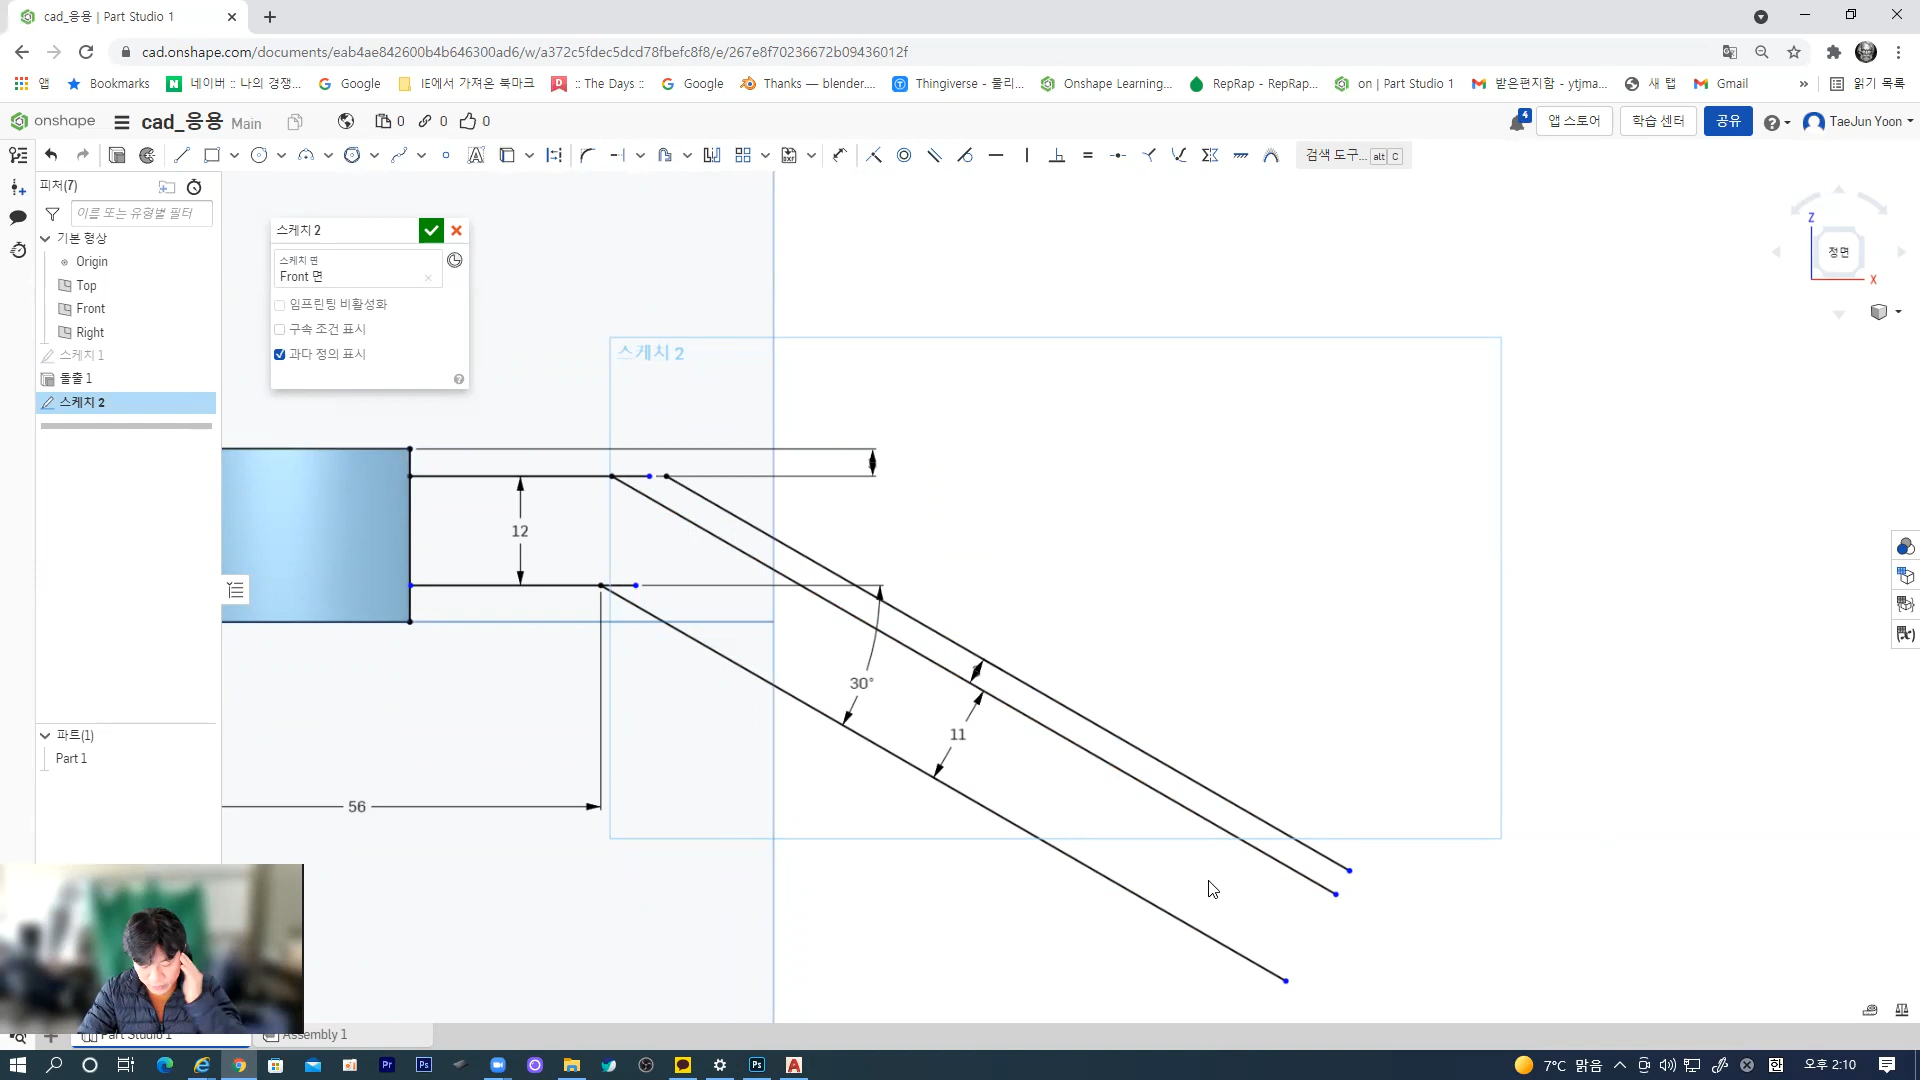 cad_응용 | Part Studio 1
cad.onshape.com/documents/eab4ae842600b4b646300ad6/w/a372c5fdec5dcd78fbefc8f8/e/267e8f70236672b09436012f
앱
Bookmarks
네이버 :: 나의 경쟁...
Google
IE에서 가져온 북마크
:: The Days ::
Google
Thanks — blender....
Thingiverse - 둘리...
Onshape Learning...
RepRap - RepRap...
on | Part Studio 1
받은편지함 - ytjma...
새 탭
Gmail
»
읽기 목록
onshape
cad_응용 Main
0
0
0
4
앱 스토어
학습 센터
공유
TaeJun Yoon
검색 도구... alt C
피처(7)
이름 또는 유형별 필터
기본 형상
Origin
Top
Front
Right
스케치 1
돌출 1
스케치 2
파트(1)
Part 1
스케치 2
스케치 면
Front 면
임프린팅 비활성화
구속 조건 표시
과다 정의 표시
스케치 2
12
30°
11
56
Z
정면
X
Part Studio 1
Assembly 1
7°C 맑음
한
오후 2:10